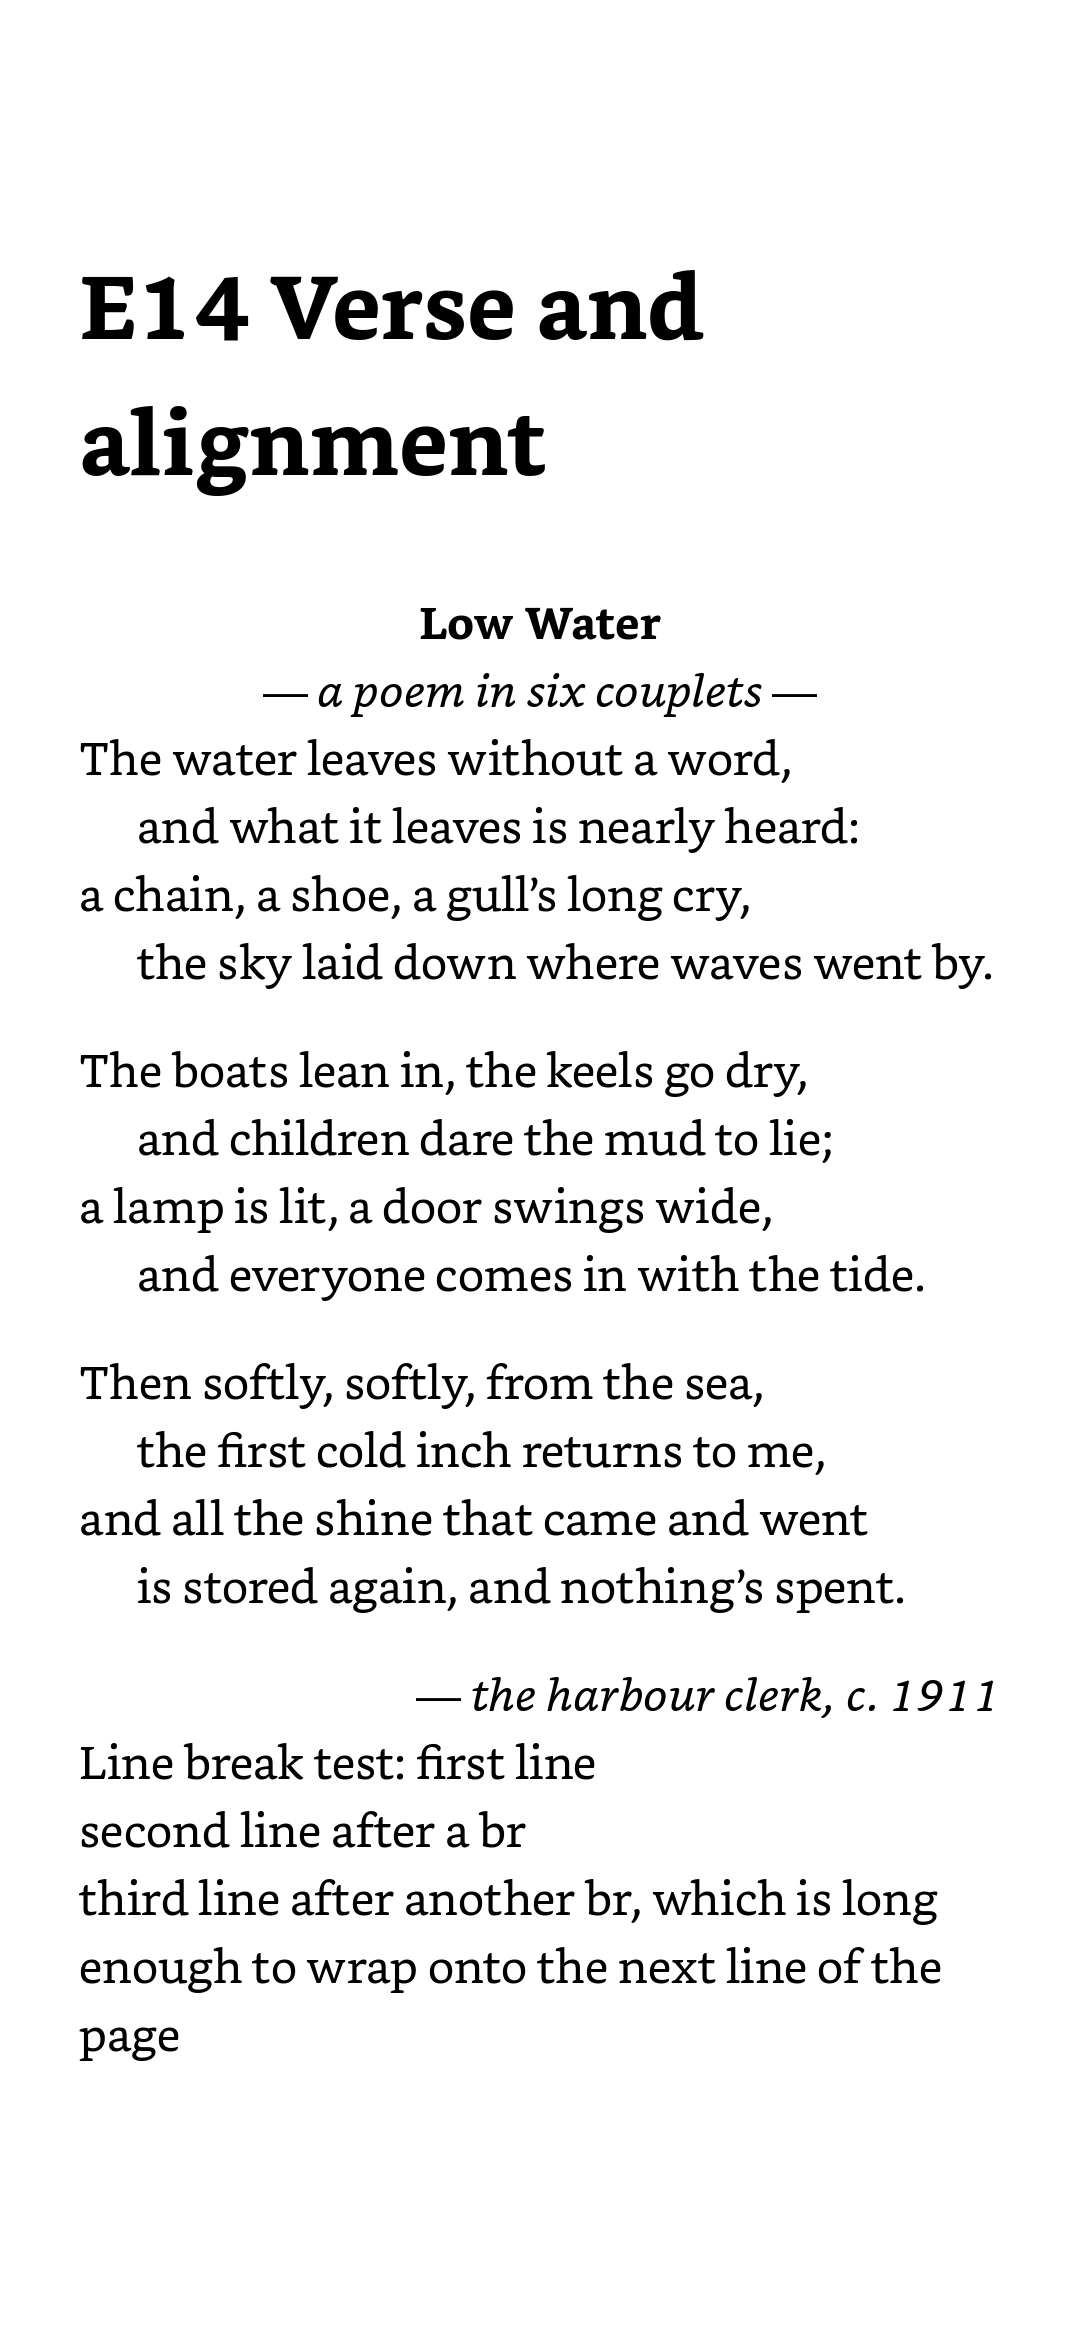 E14 Verse and
alignment
Low Water
— a poem in six couplets —
The water leaves without a word,
and what it leaves is nearly heard:
a chain, a shoe, a gull’s long cry,
the sky laid down where waves went by.
The boats lean in, the keels go dry,
and children dare the mud to lie;
a lamp is lit, a door swings wide,
and everyone comes in with the tide.
Then softly, softly, from the sea,
the first cold inch returns to me,
and all the shine that came and went
is stored again, and nothing’s spent.
— the harbour clerk, c. 1911
Line break test: first line
second line after a br
third line after another br, which is long
enough to wrap onto the next line of the
page